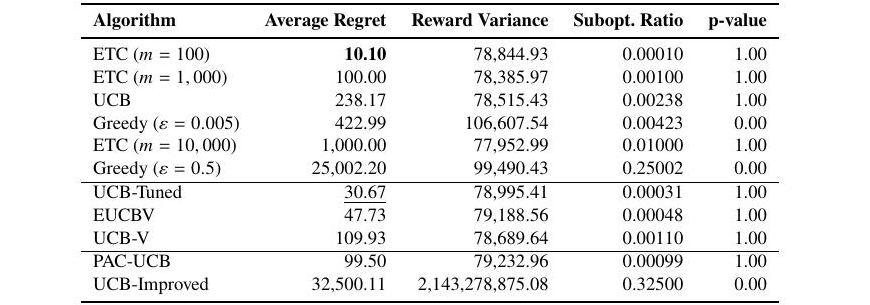 Algorithm Average Regret Reward Variance Subopt. Ratio p-value
ETC (m = 100) 10.10 78,844.93 0.00010 1.00
ETC (m = 1,000) 100.00 78,385.97 0.00100 1.00
UCB 238.17 78,515.43 0.00238 1.00
Greedy (ε = 0.005) 422.99 106,607.54 0.00423 0.00
ETC (m = 10,000) 1,000.00 77,952.99 0.01000 1.00
Greedy (ε = 0.5) 25,002.20 99,490.43 0.25002 0.00
UCB-Tuned 30.67 78,995.41 0.00031 1.00
EUCBV 47.73 79,188.56 0.00048 1.00
UCB-V 109.93 78,689.64 0.00110 1.00
PAC-UCB 99.50 79,232.96 0.00099 1.00
UCB-Improved 32,500.11 2,143,278,875.08 0.32500 0.00